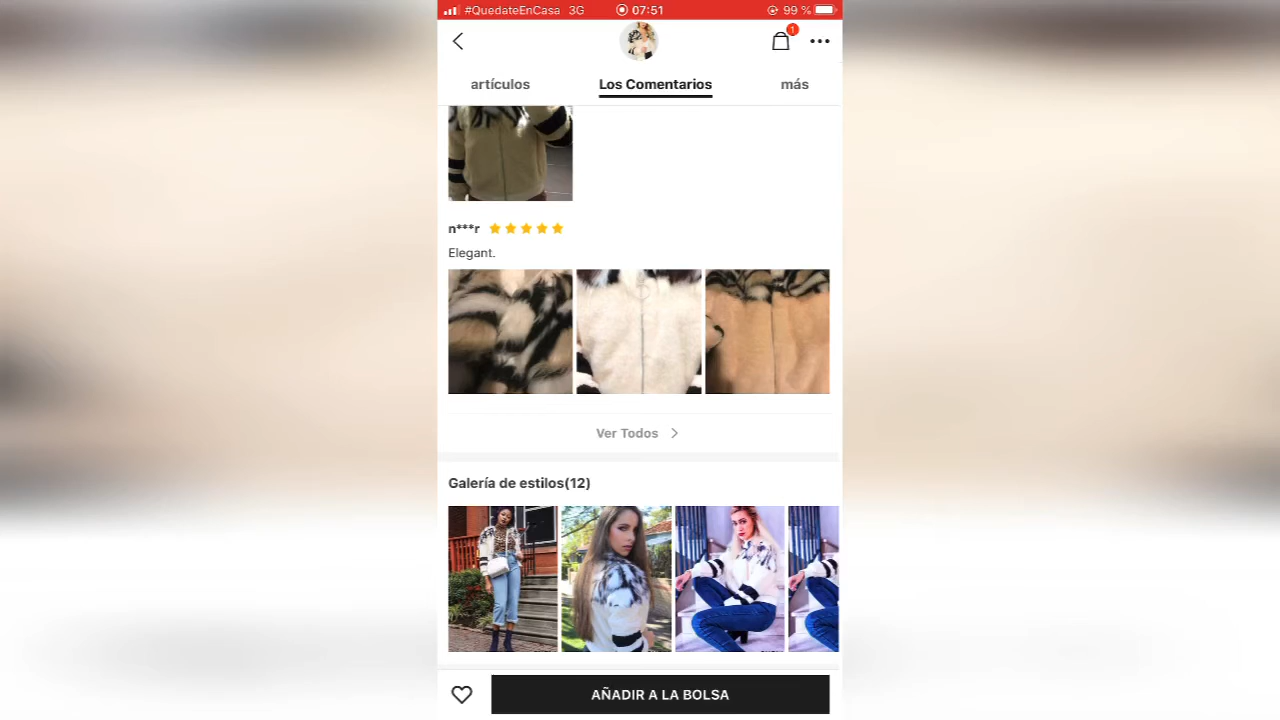 #QuedateEnCasa 3G 07:51 99 %
1
artículos Los Comentarios más
n***r
Elegant.
Ver Todos
Galería de estilos(12)
AÑADIR A LA BOLSA